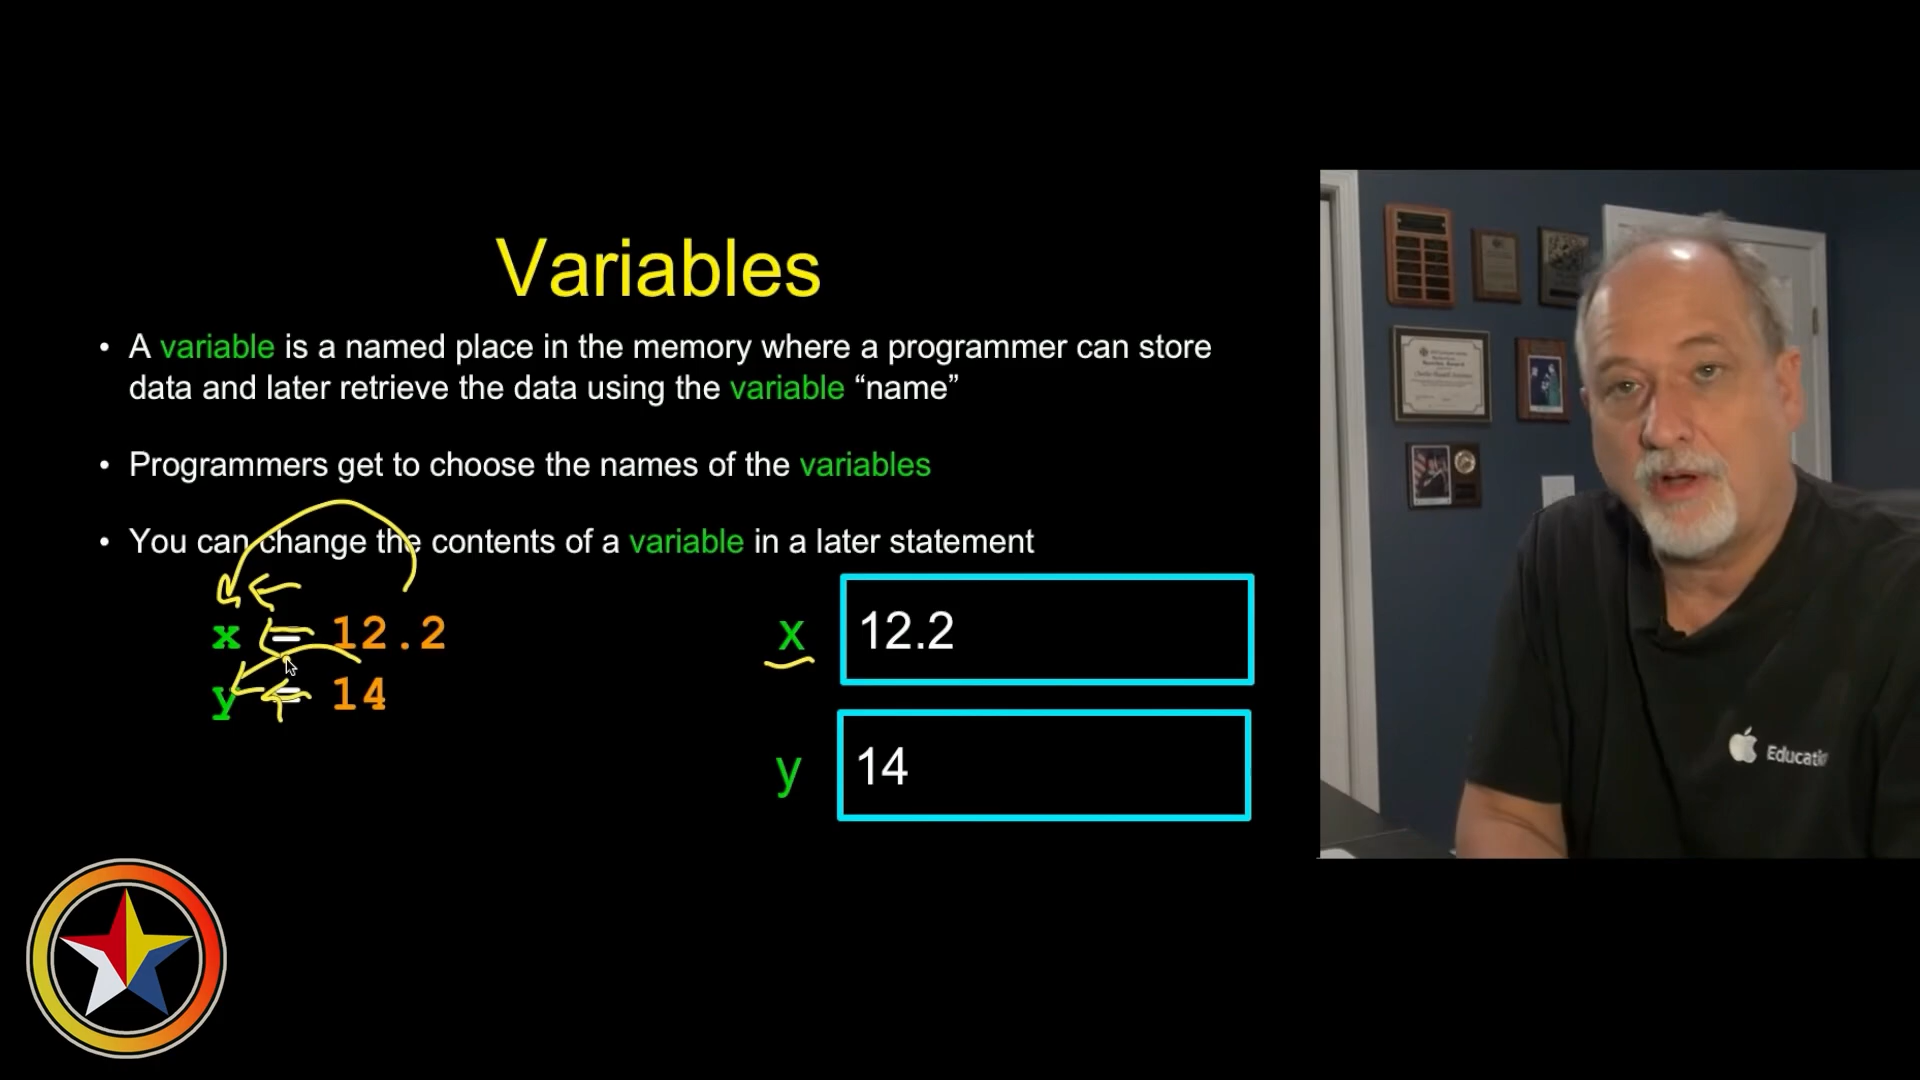 Variables
• A variable is a named place in the memory where a programmer can store
data and later retrieve the data using the variable “name”
• Programmers get to choose the names of the variables
• You can change the contents of a variable in a later statement
x = 12.2
y = 14
x 12.2
y 14